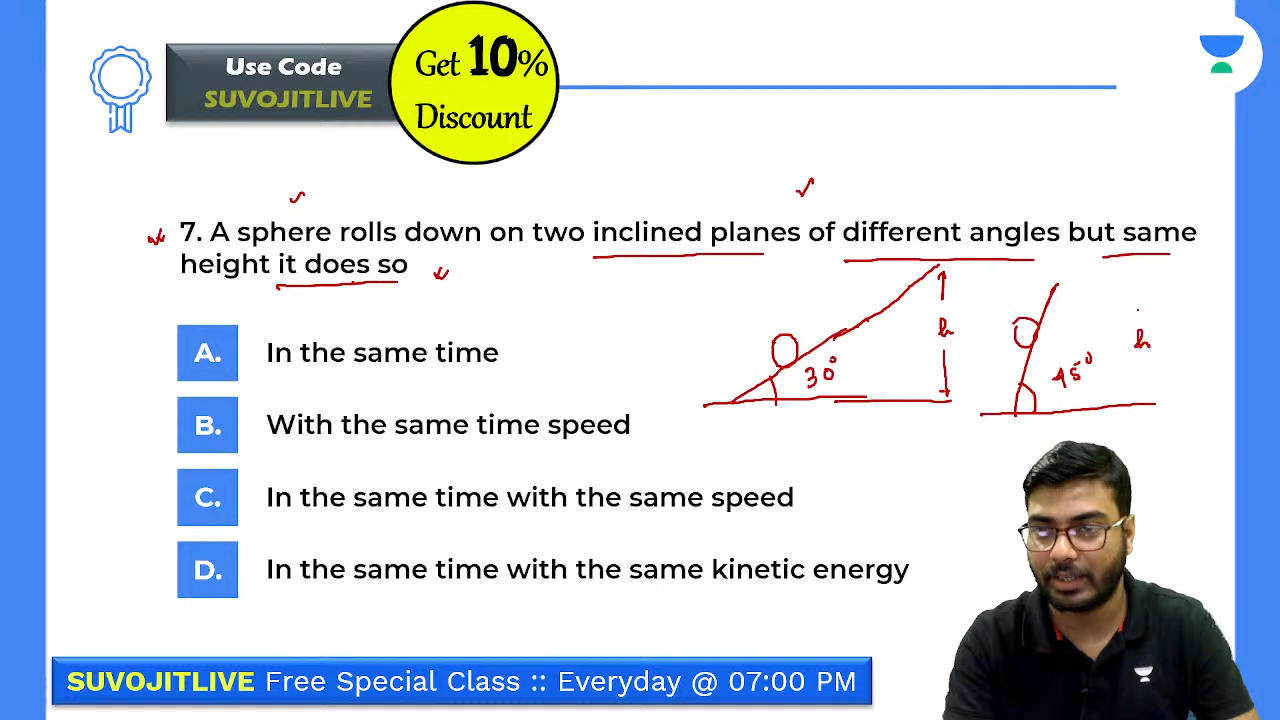 Use Code
SUVOJITLIVE
Get 10%
Discount
7. A sphere rolls down on two inclined planes of different angles but same
height it does so
A. In the same time
B. With the same time speed
C. In the same time with the same speed
D. In the same time with the same kinetic energy
30°
h
45°
h
SUVOJITLIVE Free Special Class :: Everyday @ 07:00 PM